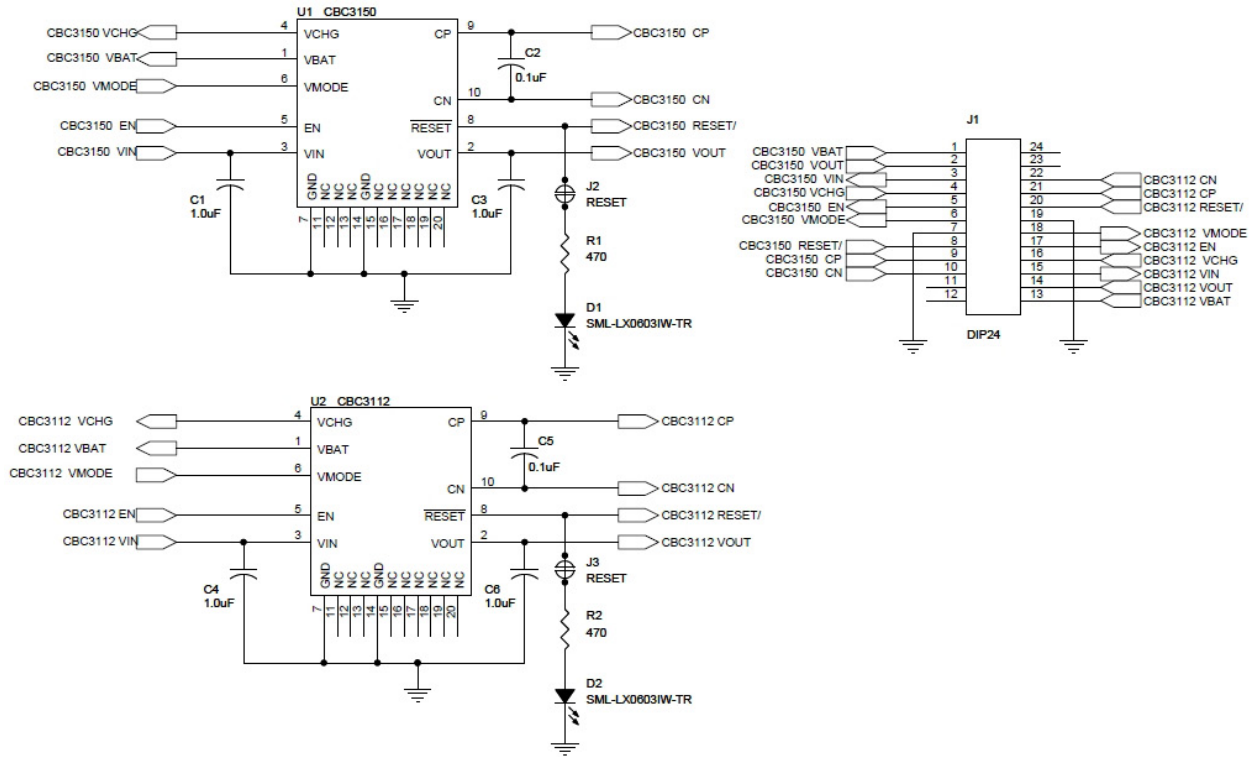 U1 CBC3150
CBC3150 VCHG 4 VCHG CP 9 CBC3150 CP
CBC3150 VBAT 1 VBAT
C2
0.1uF
CBC3150 VMODE 6 VMODE
CN 10 CBC3150 CN
CBC3150 EN 5 EN RESET 8 CBC3150 RESET/
CBC3150 VIN 3 VIN VOUT 2 CBC3150 VOUT
GND NC NC NC GND NC NC NC NC NC NC
7 11 12 13 14 15 16 17 18 19 20
C1
1.0uF
C3
1.0uF
J2
RESET
R1
470
D1
SML-LX0603IW-TR
J1
CBC3150 VBAT 1 24
CBC3150 VOUT 2 23
CBC3150 VIN 3 22 CBC3112 CN
CBC3150 VCHG 4 21 CBC3112 CP
CBC3150 EN 5 20 CBC3112 RESET/
CBC3150 VMODE 6 19
7 18 CBC3112 VMODE
CBC3150 RESET/ 8 17 CBC3112 EN
CBC3150 CP 9 16 CBC3112 VCHG
CBC3150 CN 10 15 CBC3112 VIN
11 14 CBC3112 VOUT
12 13 CBC3112 VBAT
DIP24
U2 CBC3112
CBC3112 VCHG 4 VCHG CP 9 CBC3112 CP
CBC3112 VBAT 1 VBAT
C5
0.1uF
CBC3112 VMODE 6 VMODE
CN 10 CBC3112 CN
CBC3112 EN 5 EN RESET 8 CBC3112 RESET/
CBC3112 VIN 3 VIN VOUT 2 CBC3112 VOUT
GND NC NC NC GND NC NC NC NC NC NC
7 11 12 13 14 15 16 17 18 19 20
C4
1.0uF
C6
1.0uF
J3
RESET
R2
470
D2
SML-LX0603IW-TR